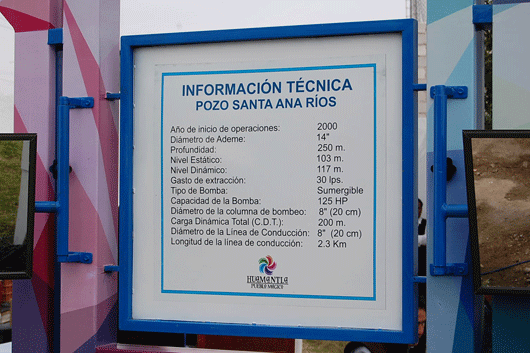 INFORMACIÓN TÉCNICA
POZO SANTA ANA RÍOS
Año de inicio de operaciones: 2000
Diámetro de Ademe: 14"
Profundidad: 250 m.
Nivel Estático: 103 m.
Nivel Dinámico: 117 m.
Gasto de extracción: 30 lps.
Tipo de Bomba: Sumergible
Capacidad de la Bomba: 125 HP
Diámetro de la columna de bombeo: 8" (20 cm)
Carga Dinámica Total (C.D.T.): 200 m.
Diámetro de la Línea de Conducción: 8" (20 cm)
Longitud de la línea de conducción: 2.3 Km
HUAMANTLA
PUEBLO MÁGICO